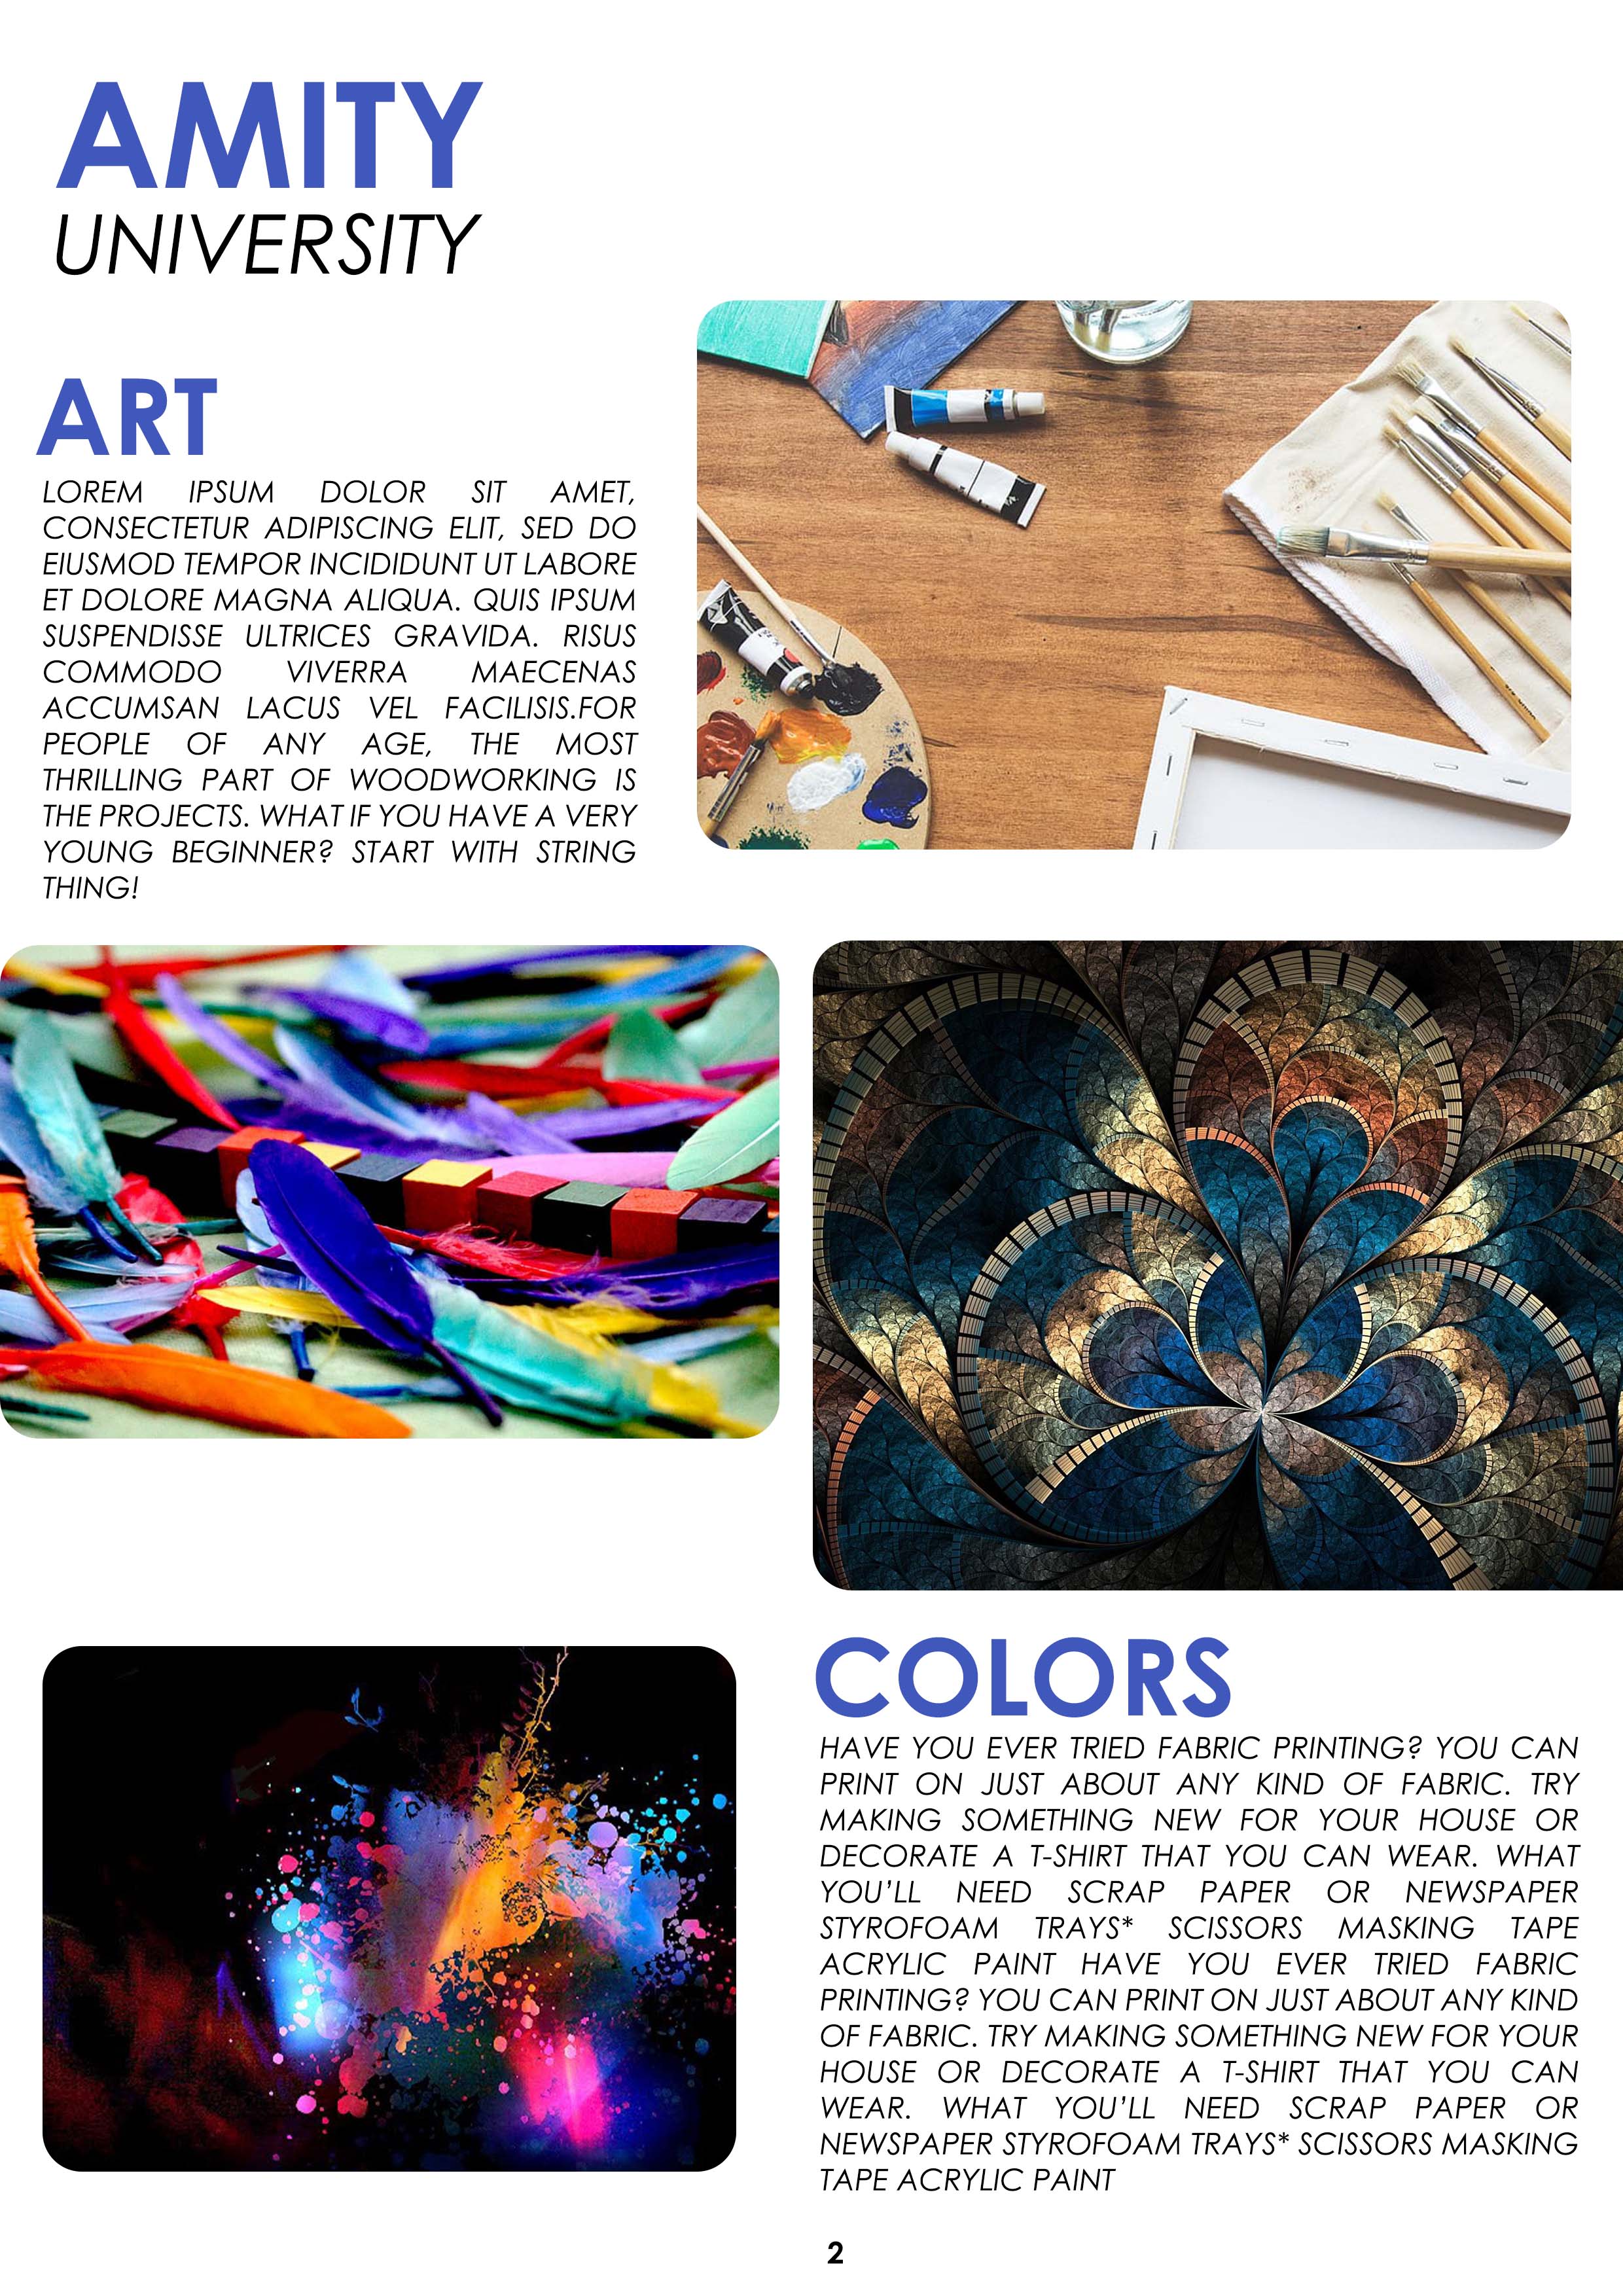 AMITY
UNIVERSITY
ART
LOREM IPSUM DOLOR SIT AMET,
CONSECTETUR ADIPISCING ELIT, SED DO
EIUSMOD TEMPOR INCIDIDUNT UT LABORE
ET DOLORE MAGNA ALIQUA. QUIS IPSUM
SUSPENDISSE ULTRICES GRAVIDA. RISUS
COMMODO VIVERRA MAECENAS
ACCUMSAN LACUS VEL FACILISIS.FOR
PEOPLE OF ANY AGE, THE MOST
THRILLING PART OF WOODWORKING IS
THE PROJECTS. WHAT IF YOU HAVE A VERY
YOUNG BEGINNER? START WITH STRING
THING!
COLORS
HAVE YOU EVER TRIED FABRIC PRINTING? YOU CAN
PRINT ON JUST ABOUT ANY KIND OF FABRIC. TRY
MAKING SOMETHING NEW FOR YOUR HOUSE OR
DECORATE A T-SHIRT THAT YOU CAN WEAR. WHAT
YOU’LL NEED SCRAP PAPER OR NEWSPAPER
STYROFOAM TRAYS* SCISSORS MASKING TAPE
ACRYLIC PAINT HAVE YOU EVER TRIED FABRIC
PRINTING? YOU CAN PRINT ON JUST ABOUT ANY KIND
OF FABRIC. TRY MAKING SOMETHING NEW FOR YOUR
HOUSE OR DECORATE A T-SHIRT THAT YOU CAN
WEAR. WHAT YOU’LL NEED SCRAP PAPER OR
NEWSPAPER STYROFOAM TRAYS* SCISSORS MASKING
TAPE ACRYLIC PAINT
2